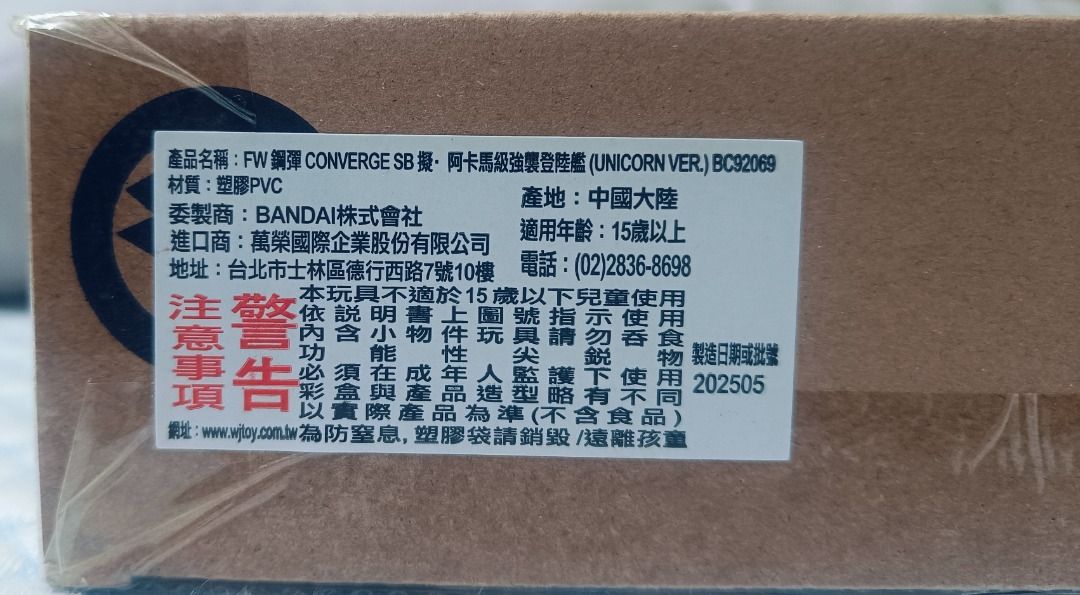 產品名稱：FW 鋼彈 CONVERGE SB 擬‧阿卡馬級強襲登陸艦 (UNICORN VER.) BC92069
材質：塑膠PVC
產地：中國大陸
委製商：BANDAI株式會社
適用年齡：15歲以上
進口商：萬榮國際企業股份有限公司
地址：台北市士林區德行西路7號10樓
電話：(02)2836-8698
注意事項
警告
本玩具不適於15歲以下兒童使用
依說明書上圖號指示使用
內含小物件玩具請勿吞食
功能性尖銳物
必須在成年人監護下使用
彩盒與產品造型略有不同
以實際產品為準(不含食品)
製造日期或批號
202505
網址：www.wjtoy.com.tw
為防窒息,塑膠袋請銷毀/遠離孩童